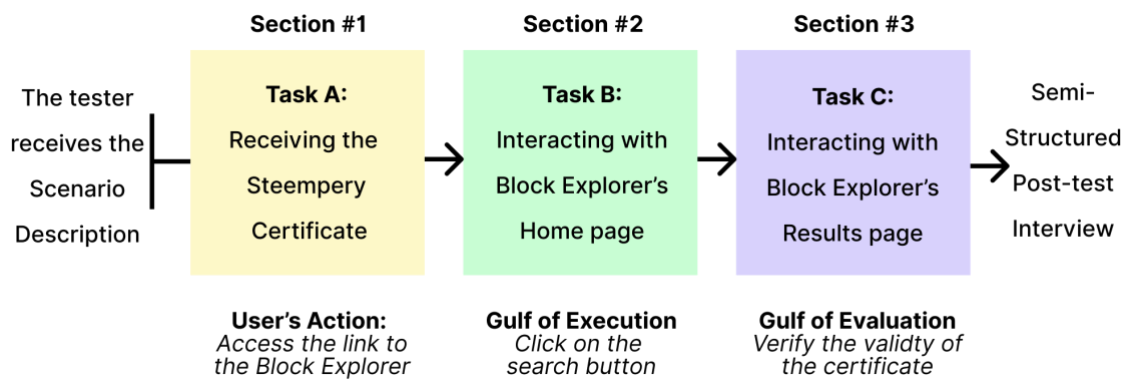 Section #1
Section #2
Section #3
The tester
receives the
Scenario
Description
Task A:
Receiving the
Steempery
Certificate
Task B:
Interacting with
Block Explorer's
Home page
Task C:
Interacting with
Block Explorer's
Results page
Semi-
Structured
Post-test
Interview
User's Action:
Access the link to
the Block Explorer
Gulf of Execution
Click on the
search button
Gulf of Evaluation
Verify the validty of
the certificate